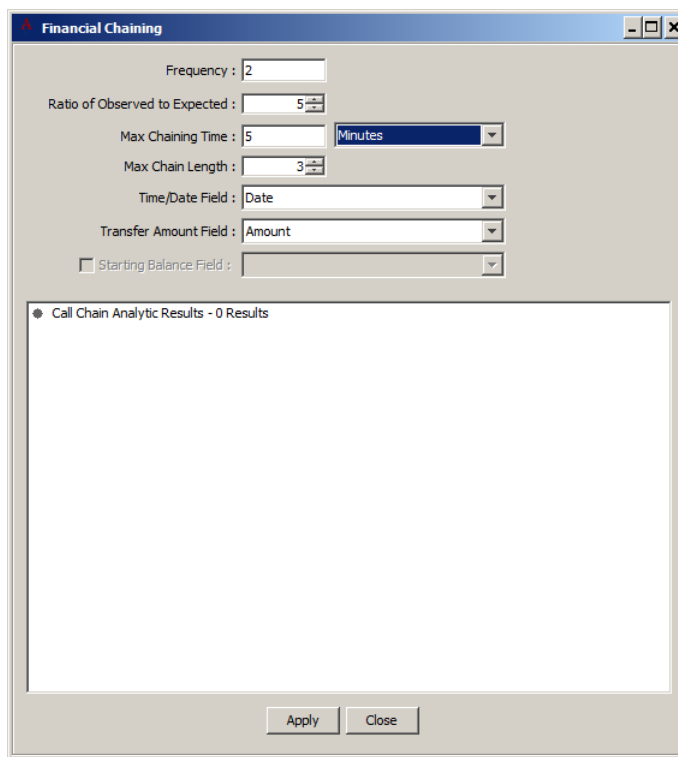 Financial Chaining
Frequency : 2
Ratio of Observed to Expected : 5
Max Chaining Time : 5 Minutes
Max Chain Length : 3
Time/Date Field : Date
Transfer Amount Field : Amount
Starting Balance Field :
Call Chain Analytic Results - 0 Results
Apply Close